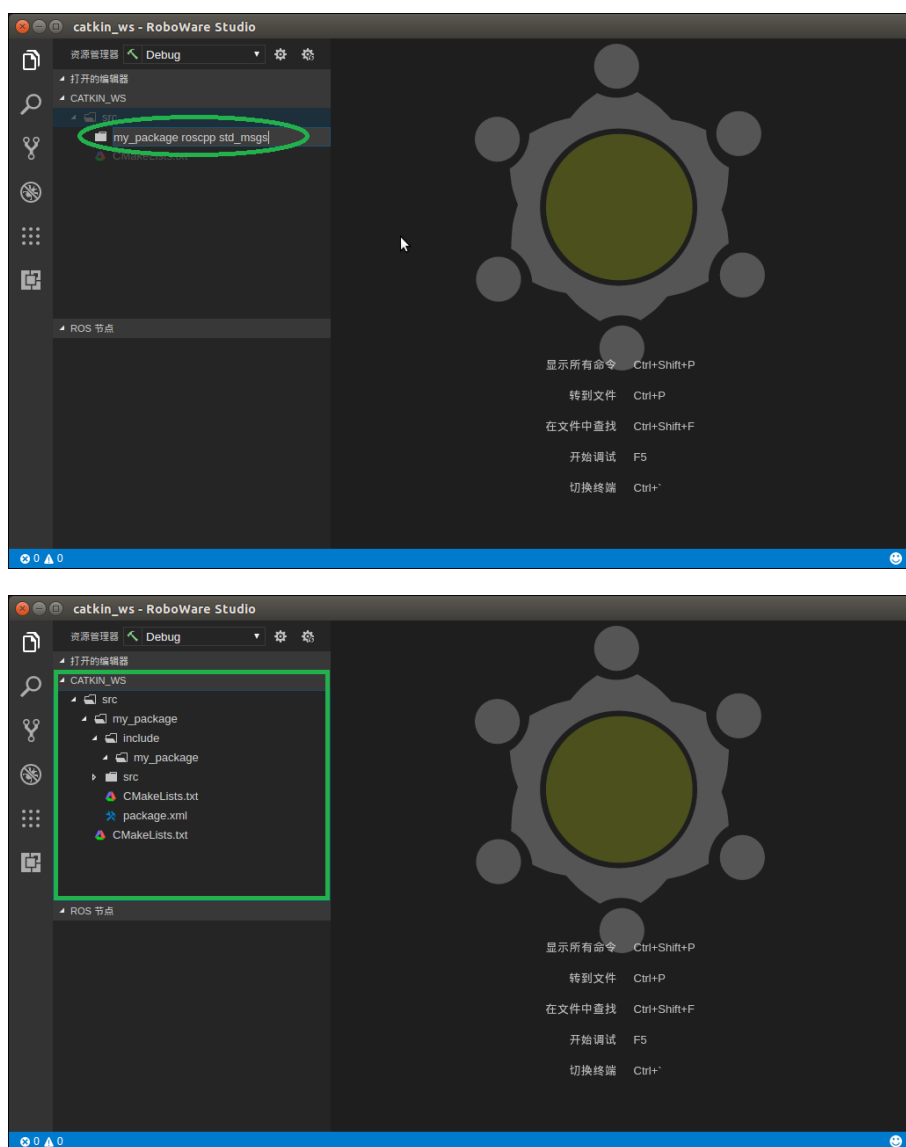 catkin_ws - RoboWare Studio
资源管理器 Debug
打开的编辑器
CATKIN_WS
src
my_package roscpp std_msgs
CMakeLists.txt
ROS 节点
显示所有命令 Ctrl+Shift+P
转到文件 Ctrl+P
在文件中查找 Ctrl+Shift+F
开始调试 F5
切换终端 Ctrl+`
0 0
catkin_ws - RoboWare Studio
资源管理器 Debug
打开的编辑器
CATKIN_WS
src
my_package
include
my_package
src
CMakeLists.txt
package.xml
CMakeLists.txt
ROS 节点
显示所有命令 Ctrl+Shift+P
转到文件 Ctrl+P
在文件中查找 Ctrl+Shift+F
开始调试 F5
切换终端 Ctrl+`
0 0